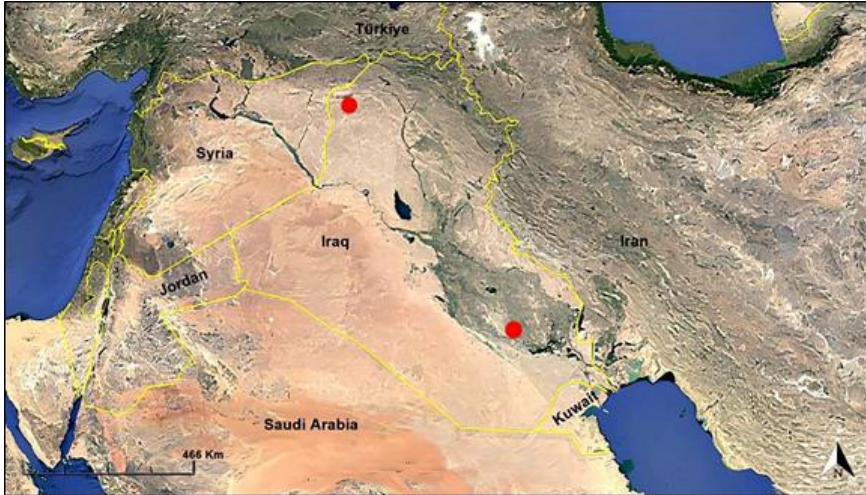 Türkiye
Syria
Iraq
Iran
Jordan
Kuwait
Saudi Arabia
466 Km
N